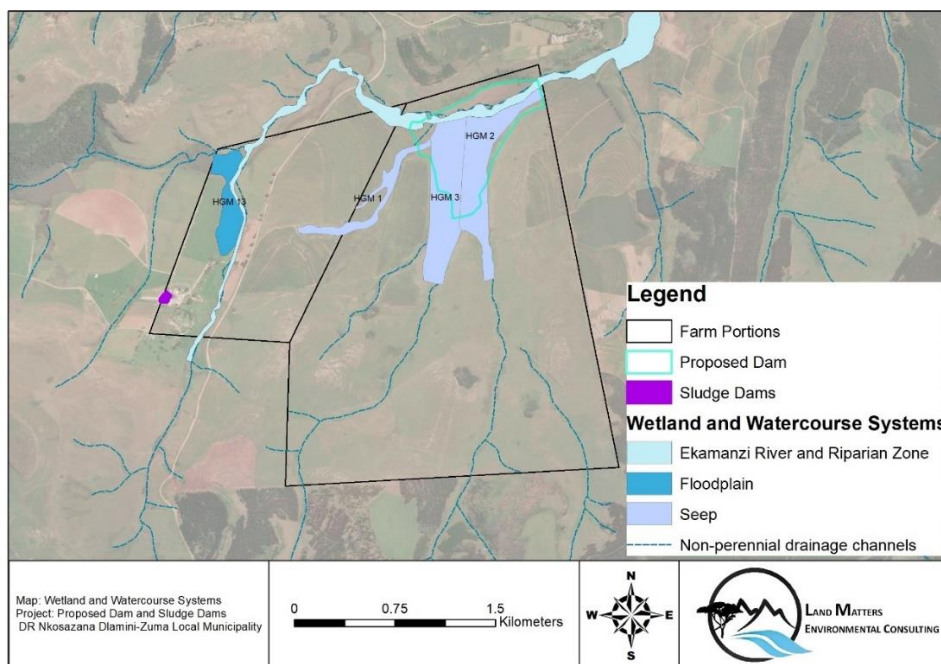 HGM 2
HGM 13
HGM 1
HGM 3
Legend
Farm Portions
Proposed Dam
Sludge Dams
Wetland and Watercourse Systems
Ekamanzi River and Riparian Zone
Floodplain
Seep
Non-perennial drainage channels
Map: Wetland and Watercourse Systems
Project: Proposed Dam and Sludge Dams
DR Nkosazana Dlamini-Zuma Local Municipality
0 0.75 1.5
Kilometers
N
W E
S
LAND MATTERS
ENVIRONMENTAL CONSULTING